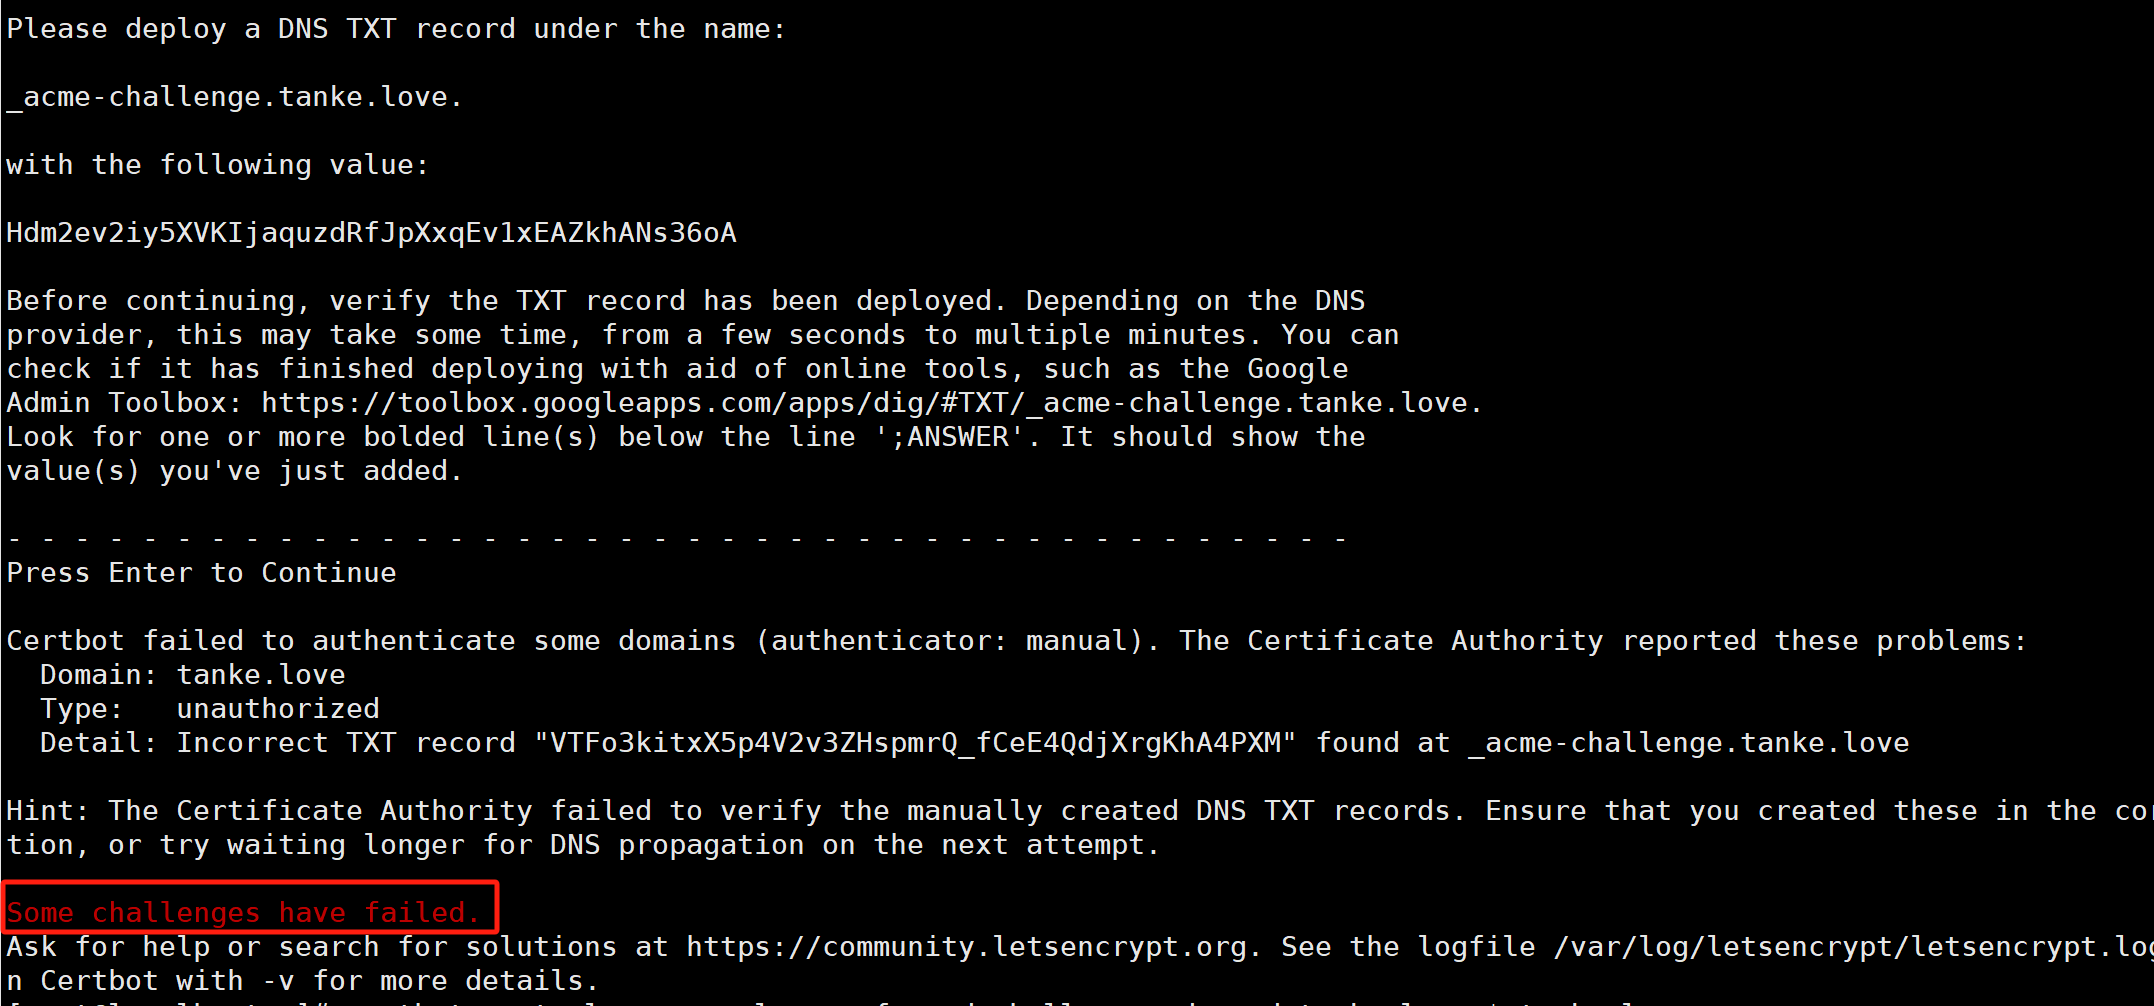 Please deploy a DNS TXT record under the name:
_acme-challenge.tanke.love.
with the following value:
Hdm2ev2iy5XVKIjaquzdRfJpXxqEv1xEAZkhANs36oA
Before continuing, verify the TXT record has been deployed. Depending on the DNS
provider, this may take some time, from a few seconds to multiple minutes. You can
check if it has finished deploying with aid of online tools, such as the Google
Admin Toolbox: https://toolbox.googleapps.com/apps/dig/#TXT/_acme-challenge.tanke.love.
Look for one or more bolded line(s) below the line ';ANSWER'. It should show the
value(s) you've just added.
- - - - - - - - - - - - - - - - - - - - - - - - - - - - - - - - - - - - - - - -
Press Enter to Continue
Certbot failed to authenticate some domains (authenticator: manual). The Certificate Authority reported these problems:
Domain: tanke.love
Type: unauthorized
Detail: Incorrect TXT record "VTFo3kitxX5p4V2v3ZHspmrQ_fCeE4QdjXrgKhA4PXM" found at _acme-challenge.tanke.love
Hint: The Certificate Authority failed to verify the manually created DNS TXT records. Ensure that you created these in the
tion, or try waiting longer for DNS propagation on the next attempt.
Some challenges have failed.
Ask for help or search for solutions at https://community.letsencrypt.org. See the logfile /var/log/letsencrypt/letsencrypt.log
n Certbot with -v for more details.